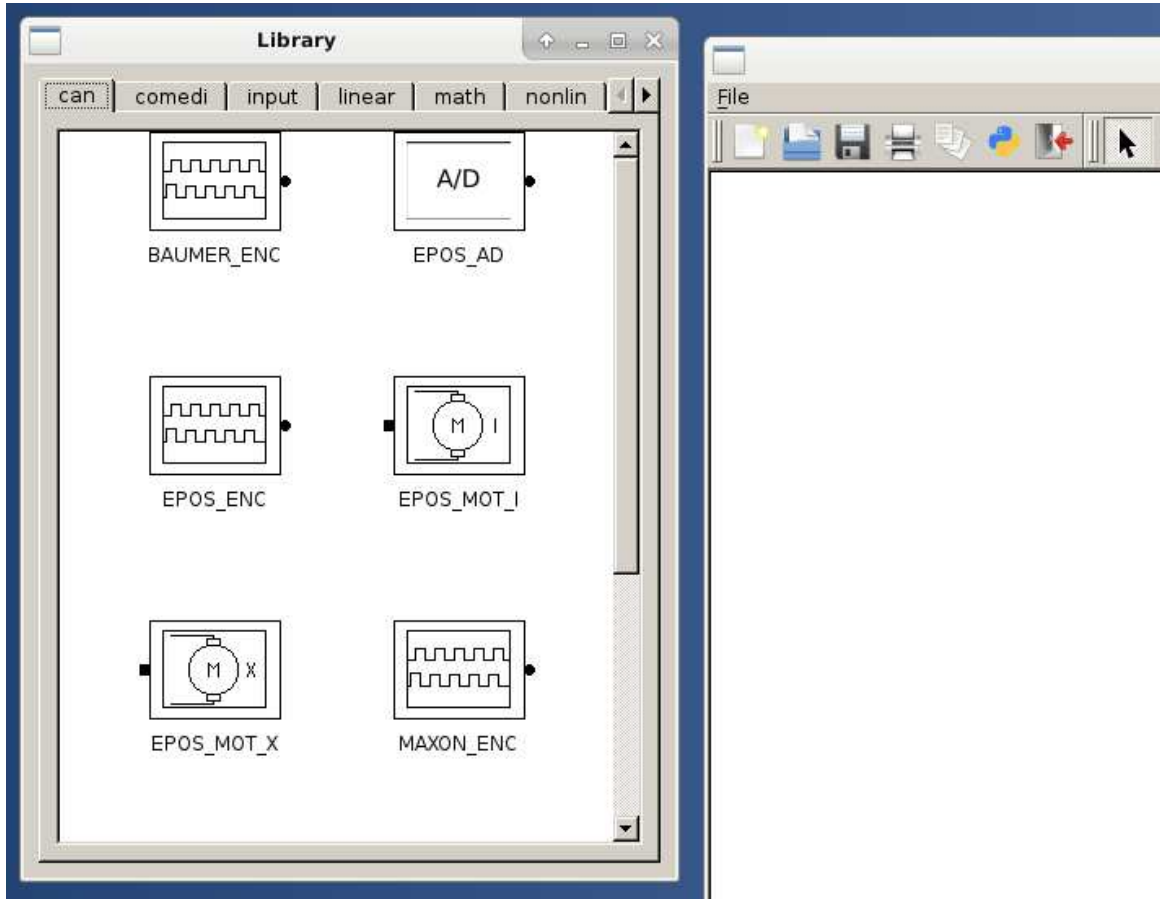 Library
can comedi input linear math nonlin
BAUMER_ENC
A/D
EPOS_AD
EPOS_ENC
M I
EPOS_MOT_I
M X
EPOS_MOT_X
MAXON_ENC
File